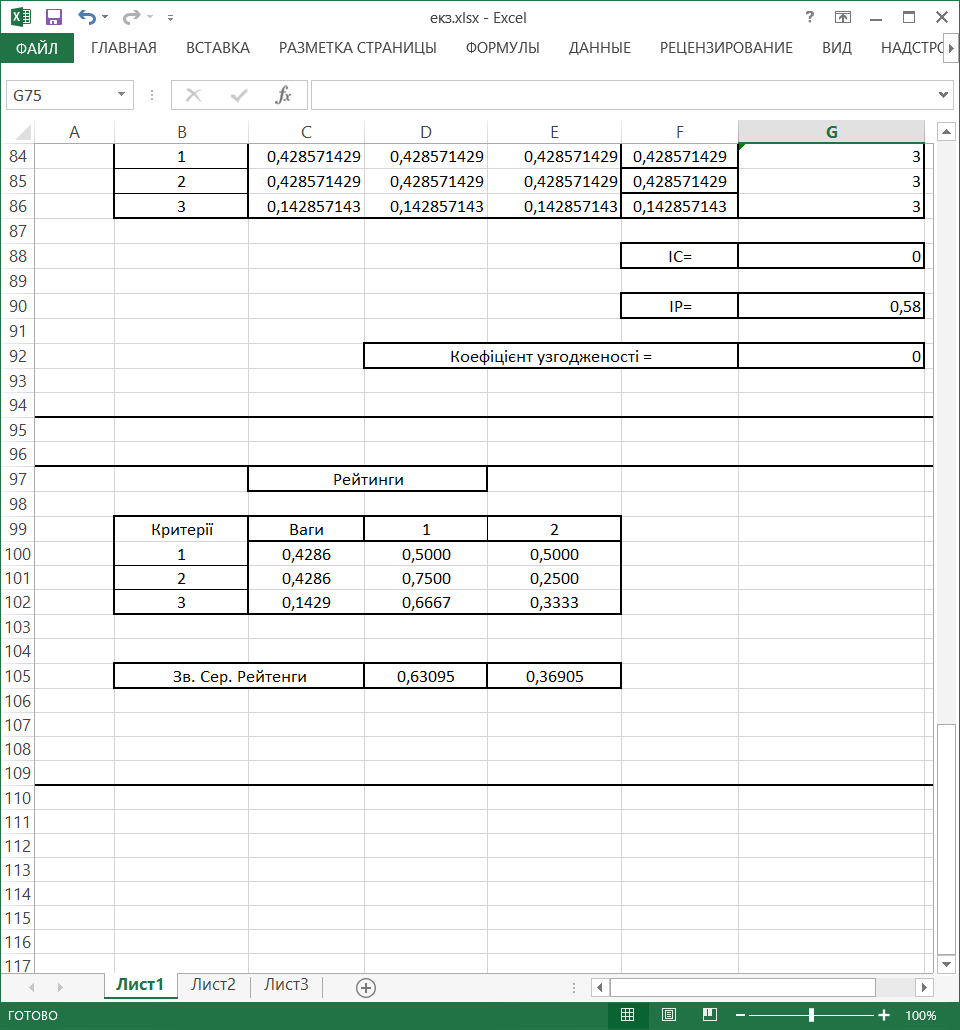 екз.xlsx - Excel
?
ФАЙЛ ГЛАВНАЯ ВСТАВКА РАЗМЕТКА СТРАНИЦЫ ФОРМУЛЫ ДАННЫЕ РЕЦЕНЗИРОВАНИЕ ВИД НАДСТРО
G75 fx
A B C D E F G
84 1 0,428571429 0,428571429 0,428571429 0,428571429 3
85 2 0,428571429 0,428571429 0,428571429 0,428571429 3
86 3 0,142857143 0,142857143 0,142857143 0,142857143 3
87
88 ІС= 0
89
90 ІР= 0,58
91
92 Коефіцієнт узгодженості = 0
93
94
95
96
97 Рейтинги
98
99 Критерії Ваги 1 2
100 1 0,4286 0,5000 0,5000
101 2 0,4286 0,7500 0,2500
102 3 0,1429 0,6667 0,3333
103
104
105 Зв. Сер. Рейтенги 0,63095 0,36905
106
107
108
109
110
111
112
113
114
115
116
117
Лист1 Лист2 Лист3
ГОТОВО 100%